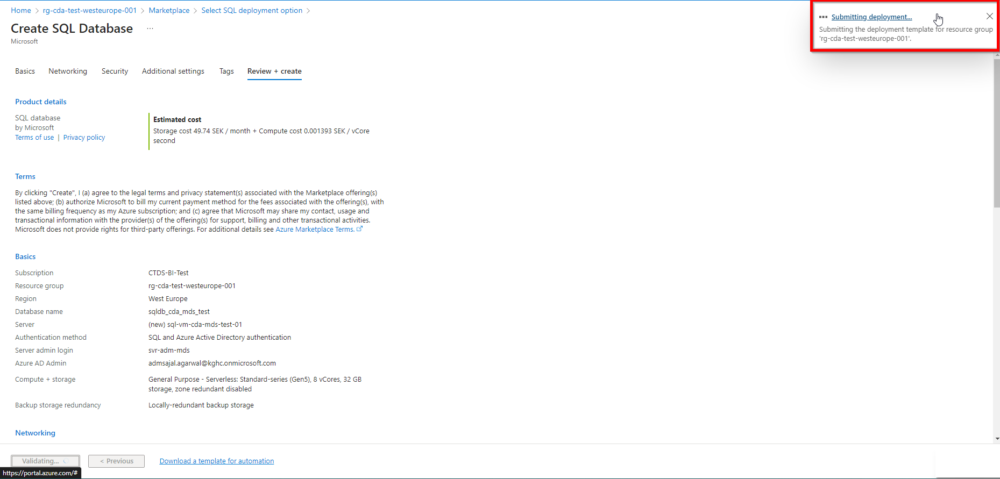 Home > rg-cda-test-westeurope-001 > Marketplace > Select SQL deployment option >
Create SQL Database ...
Microsoft
Submitting deployment...
Submitting the deployment template for resource group
'rg-cda-test-westeurope-001'.
Basics Networking Security Additional settings Tags Review + create
Product details
SQL database
by Microsoft
Terms of use | Privacy policy
Estimated cost
Storage cost 49.74 SEK / month + Compute cost 0.001393 SEK / vCore
second
Terms
By clicking "Create", I (a) agree to the legal terms and privacy statement(s) associated with the Marketplace offering(s)
listed above; (b) authorize Microsoft to bill my current payment method for the fees associated with the offering(s), with
the same billing frequency as my Azure subscription; and (c) agree that Microsoft may share my contact, usage and
transactional information with the provider(s) of the offering(s) for support, billing and other transactional activities.
Microsoft does not provide rights for third-party offerings. For additional details see Azure Marketplace Terms.
Basics
Subscription CTDS-BI-Test
Resource group rg-cda-test-westeurope-001
Region West Europe
Database name sqldb_cda_mds_test
Server (new) sql-vm-cda-mds-test-01
Authentication method SQL and Azure Active Directory authentication
Server admin login svr-adm-mds
Azure AD Admin admsajal.agarwal@kghc.onmicrosoft.com
Compute + storage General Purpose - Serverless: Standard-series (Gen5), 8 vCores, 32 GB
storage, zone redundant disabled
Backup storage redundancy Locally-redundant backup storage
Networking
Validating... < Previous Download a template for automation
https://portal.azure.com/#